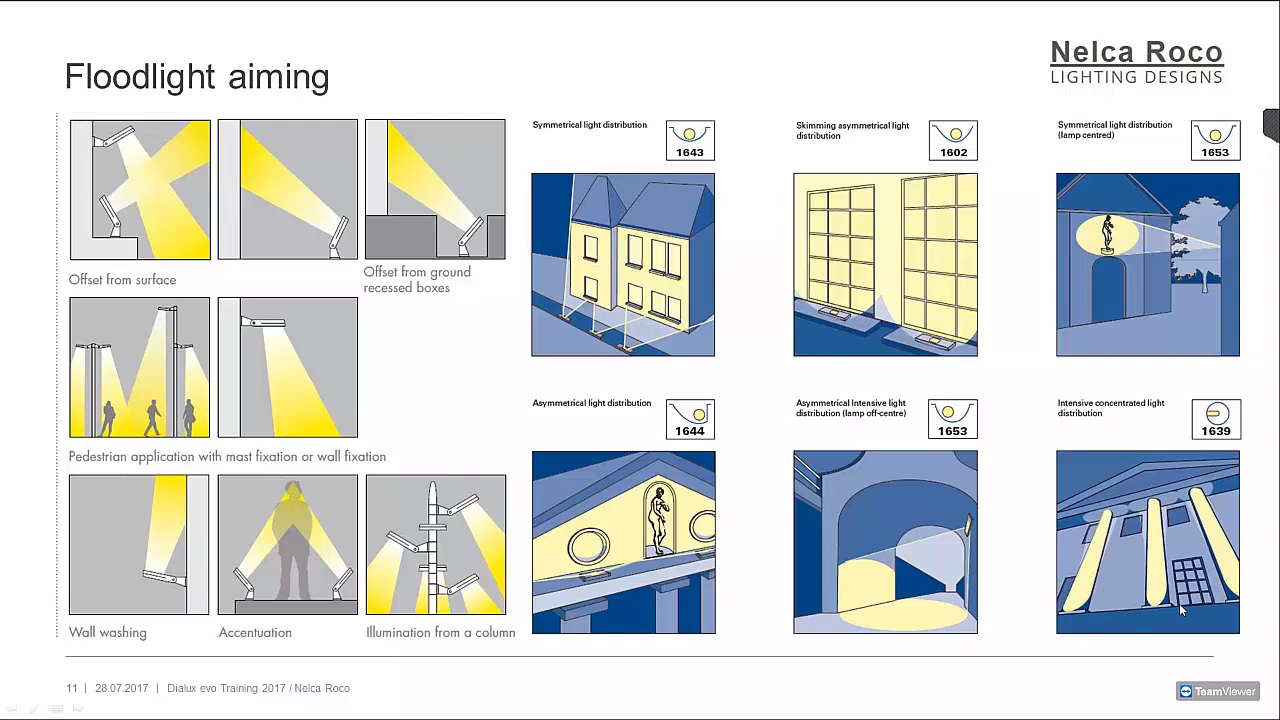 Nelca Roco
LIGHTING DESIGNS
Floodlight aiming
Offset from surface
Offset from ground
recessed boxes
Pedestrian application with mast fixation or wall fixation
Wall washing
Accentuation
Illumination from a column
Symmetrical light distribution
1643
Skimming asymmetrical light
distribution
1602
Symmetrical light distribution
(lamp centred)
1653
Asymmetrical light distribution
1644
Asymmetrical Intensive light
distribution (lamp off-centre)
1653
Intensive concentrated light
distribution
1639
11 | 28.07.2017 | Dialux evo Training 2017 / Nelca Roco
TeamViewer